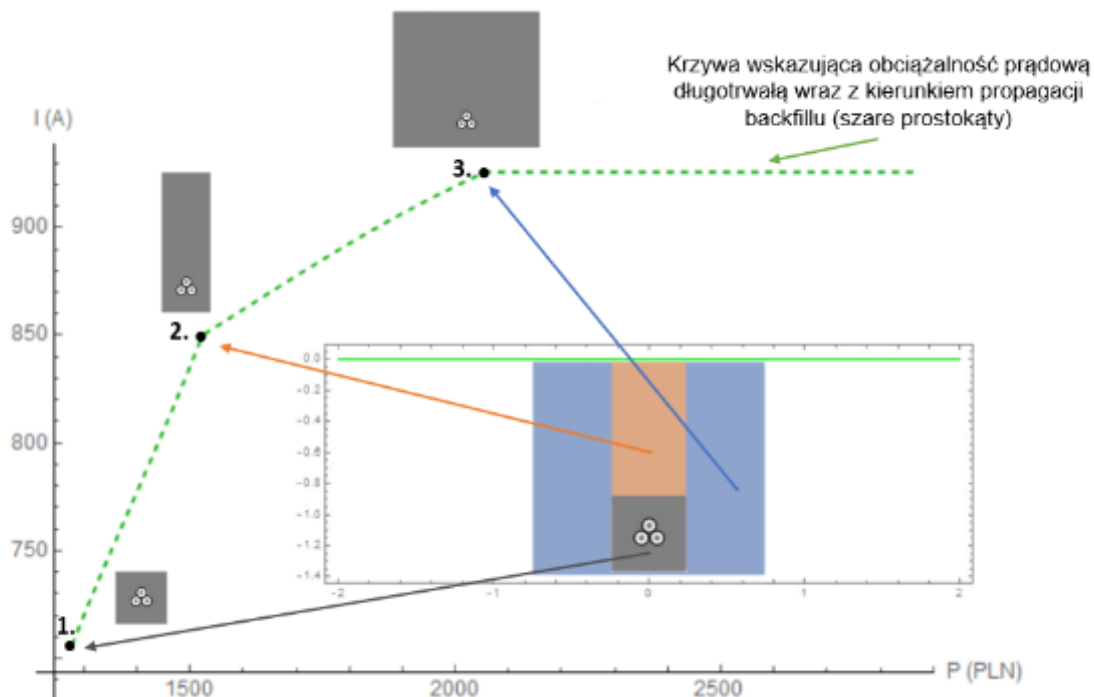 Krzywa wskazująca obciążalność prądową
długotrwałą wraz z kierunkiem propagacji
backfillu (szare prostokąty)
I (A)
3.
900
2.
850
0.0
-0.2
-0.4
800
-0.6
-0.8
-1.0
750
-1.2
-1.4
-2 -1 0 1 2
1.
1500 2000 2500 P (PLN)